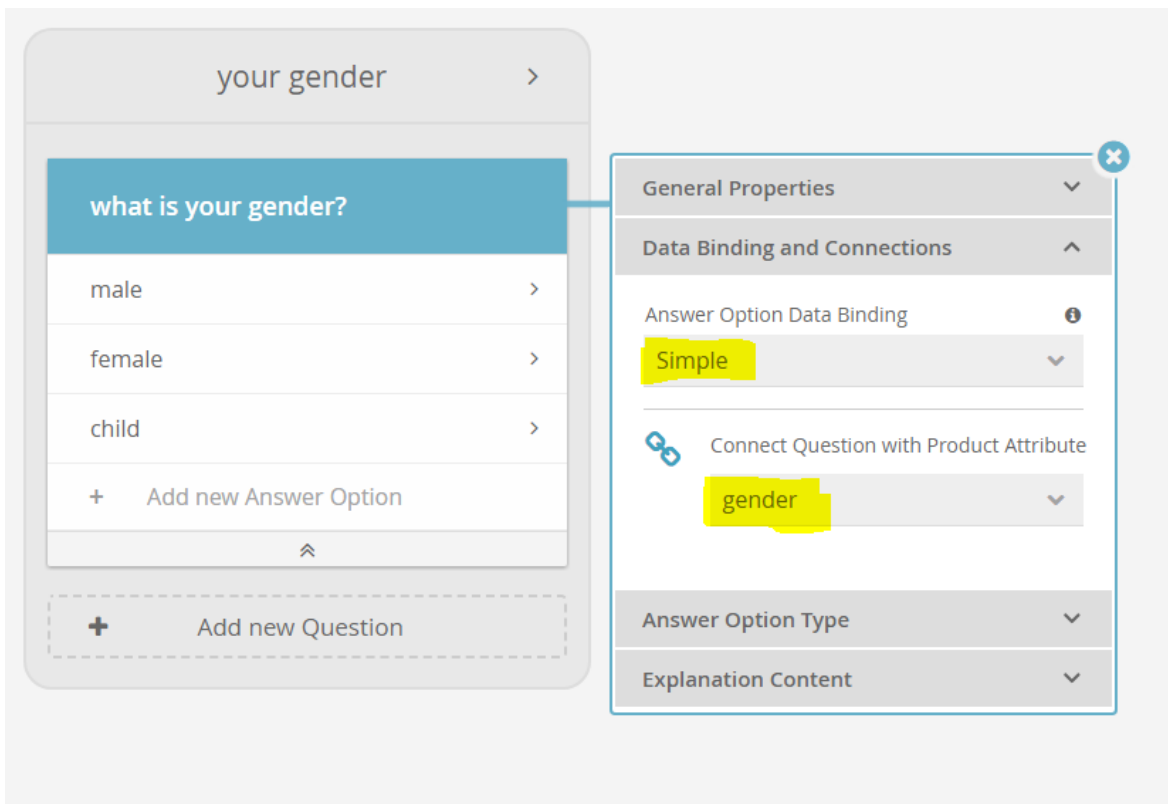 your gender
what is your gender?
male
female
child
+ Add new Answer Option
+ Add new Question
General Properties
Data Binding and Connections
Answer Option Data Binding
Simple
Connect Question with Product Attribute
gender
Answer Option Type
Explanation Content